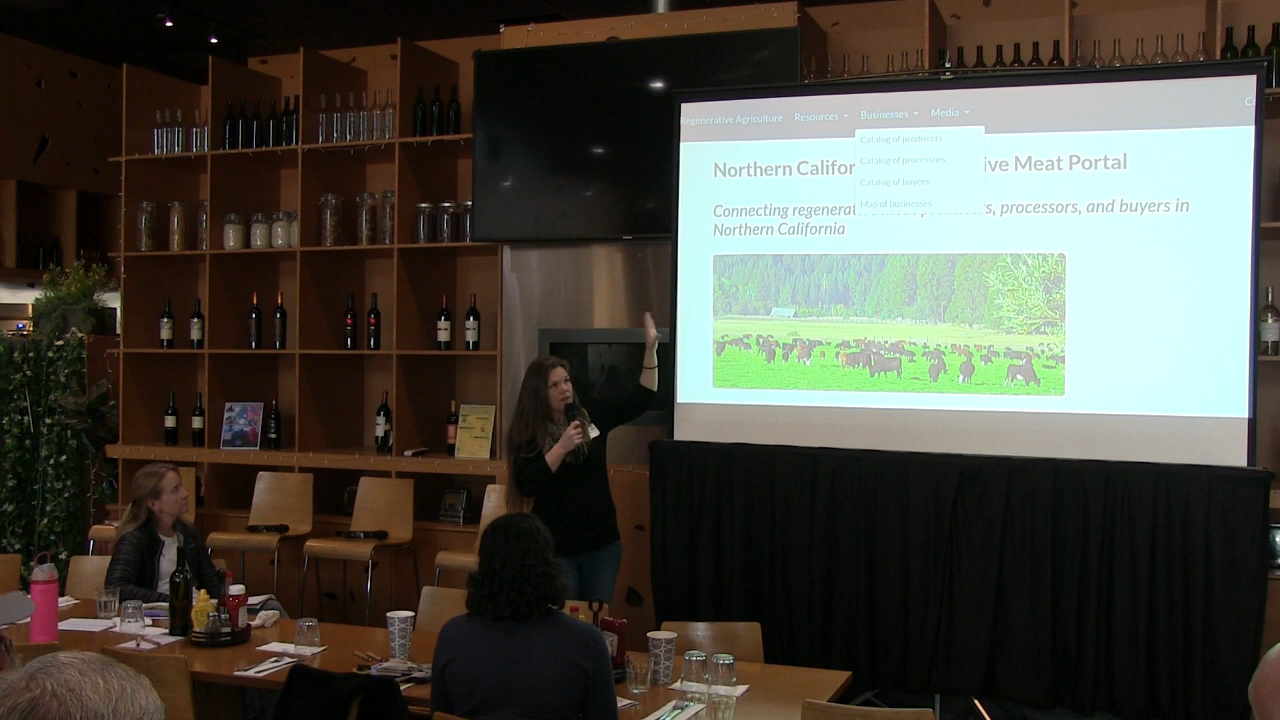 Regenerative Agriculture Resources Businesses Media
Catalog of producers
Catalog of processors
Catalog of buyers
Map of businesses
Northern Califor ive Meat Portal
Connecting regenerat s, processors, and buyers in
Northern California